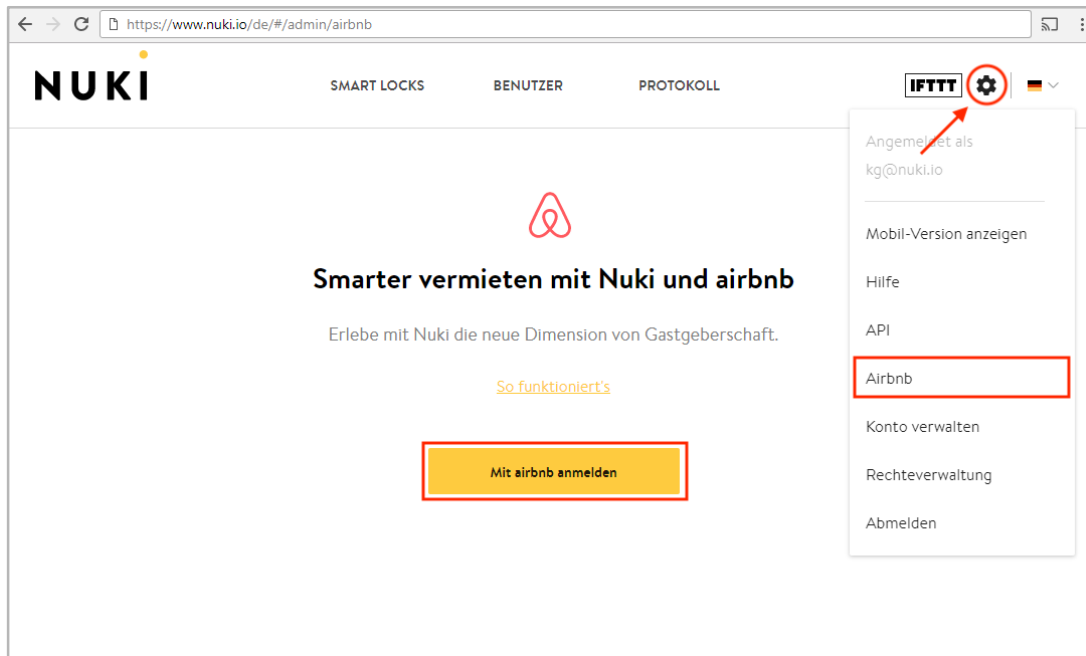 https://www.nuki.io/de/#/admin/airbnb
NUKI
SMART LOCKS BENUTZER PROTOKOLL IFTTT
Angemeldet als
kg@nuki.io
Mobil-Version anzeigen
Hilfe
API
Airbnb
Konto verwalten
Rechteverwaltung
Abmelden
Smarter vermieten mit Nuki und airbnb
Erlebe mit Nuki die neue Dimension von Gastgeberschaft.
So funktioniert's
Mit airbnb anmelden